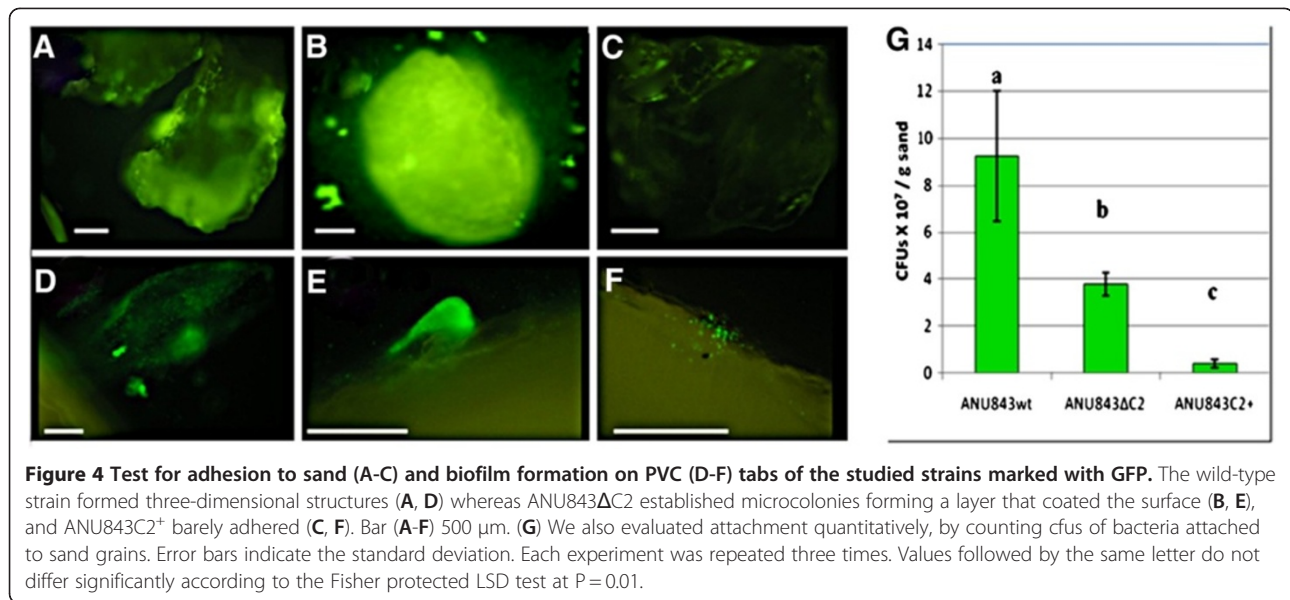 A
B
C
D
E
F
G
14
12
10
8
6
4
2
0
CFUs X 10⁷ / g sand
a
b
c
ANU843wt ANU843ΔC2 ANU843C2+
Figure 4 Test for adhesion to sand (A-C) and biofilm formation on PVC (D-F) tabs of the studied strains marked with GFP. The wild-type
strain formed three-dimensional structures (A, D) whereas ANU843ΔC2 established microcolonies forming a layer that coated the surface (B, E),
and ANU843C2⁺ barely adhered (C, F). Bar (A-F) 500 μm. (G) We also evaluated attachment quantitatively, by counting cfus of bacteria attached
to sand grains. Error bars indicate the standard deviation. Each experiment was repeated three times. Values followed by the same letter do not
differ significantly according to the Fisher protected LSD test at P = 0.01.